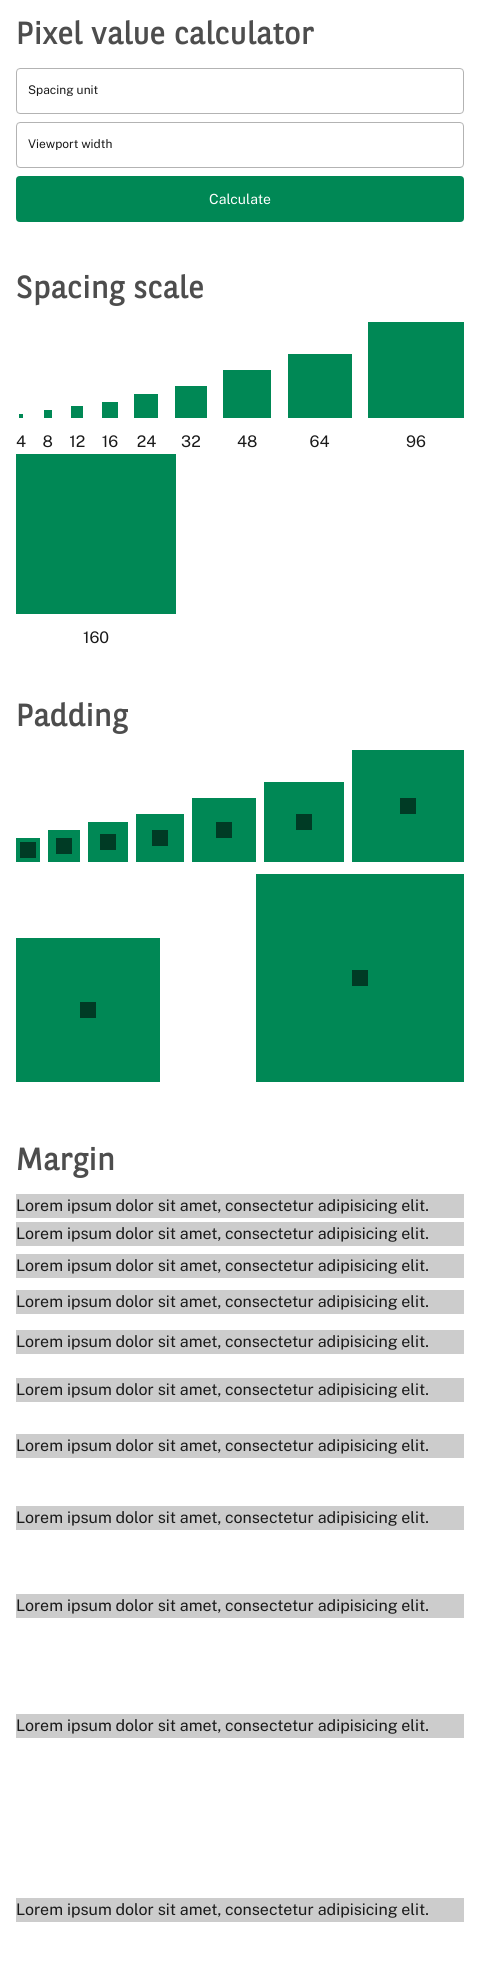 Pixel value calculator
Spacing unit
Viewport width
Calculate
Spacing scale
4 8 12 16 24 32 48 64 96
160
Padding
Margin
Lorem ipsum dolor sit amet, consectetur adipisicing elit.
Lorem ipsum dolor sit amet, consectetur adipisicing elit.
Lorem ipsum dolor sit amet, consectetur adipisicing elit.
Lorem ipsum dolor sit amet, consectetur adipisicing elit.
Lorem ipsum dolor sit amet, consectetur adipisicing elit.
Lorem ipsum dolor sit amet, consectetur adipisicing elit.
Lorem ipsum dolor sit amet, consectetur adipisicing elit.
Lorem ipsum dolor sit amet, consectetur adipisicing elit.
Lorem ipsum dolor sit amet, consectetur adipisicing elit.
Lorem ipsum dolor sit amet, consectetur adipisicing elit.
Lorem ipsum dolor sit amet, consectetur adipisicing elit.